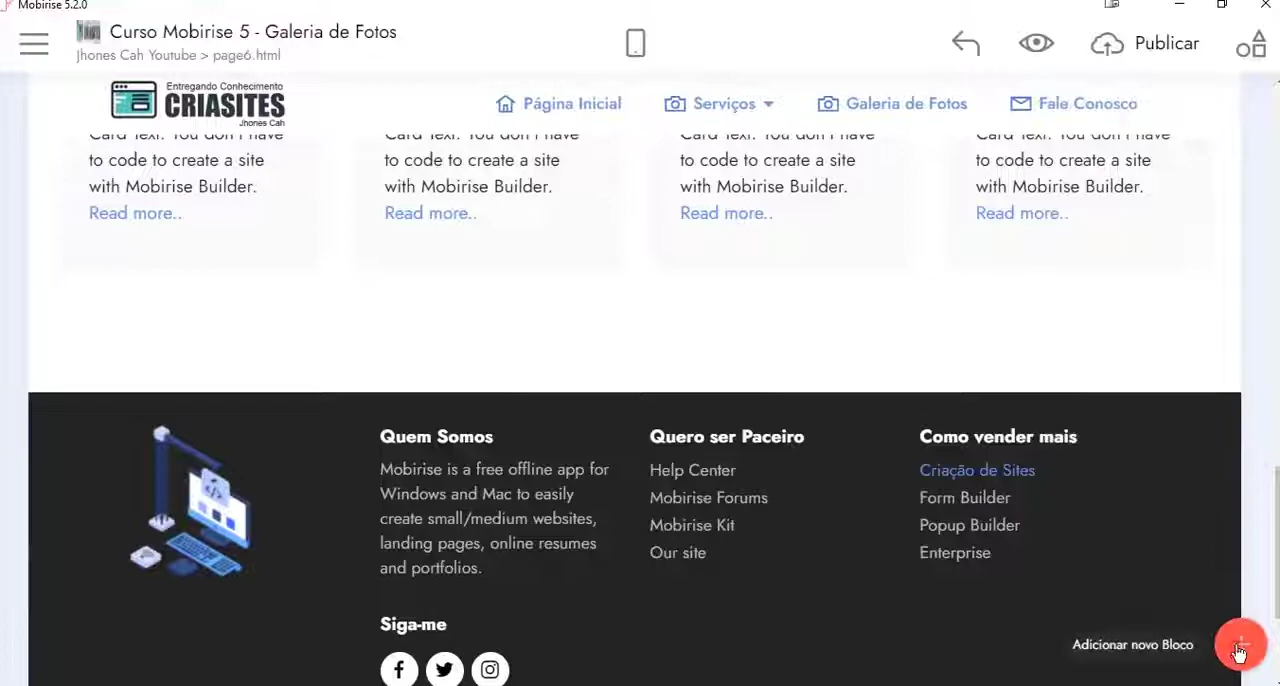 Mobirise 5.2.0
Curso Mobirise 5 - Galeria de Fotos
Jhones Cah Youtube > page6.html
Publicar
Entregando Conhecimento
CRIASITES
Jhones Cah
Página Inicial
Serviços
Galeria de Fotos
Fale Conosco
Card Text. You don't have
to code to create a site
with Mobirise Builder.
Read more..
Card Text. You don't have
to code to create a site
with Mobirise Builder.
Read more..
Card Text. You don't have
to code to create a site
with Mobirise Builder.
Read more..
Card Text. You don't have
to code to create a site
with Mobirise Builder.
Read more..
Quem Somos
Mobirise is a free offline app for
Windows and Mac to easily
create small/medium websites,
landing pages, online resumes
and portfolios.
Siga-me
Quero ser Paceiro
Help Center
Mobirise Forums
Mobirise Kit
Our site
Como vender mais
Criação de Sites
Form Builder
Popup Builder
Enterprise
Adicionar novo Bloco